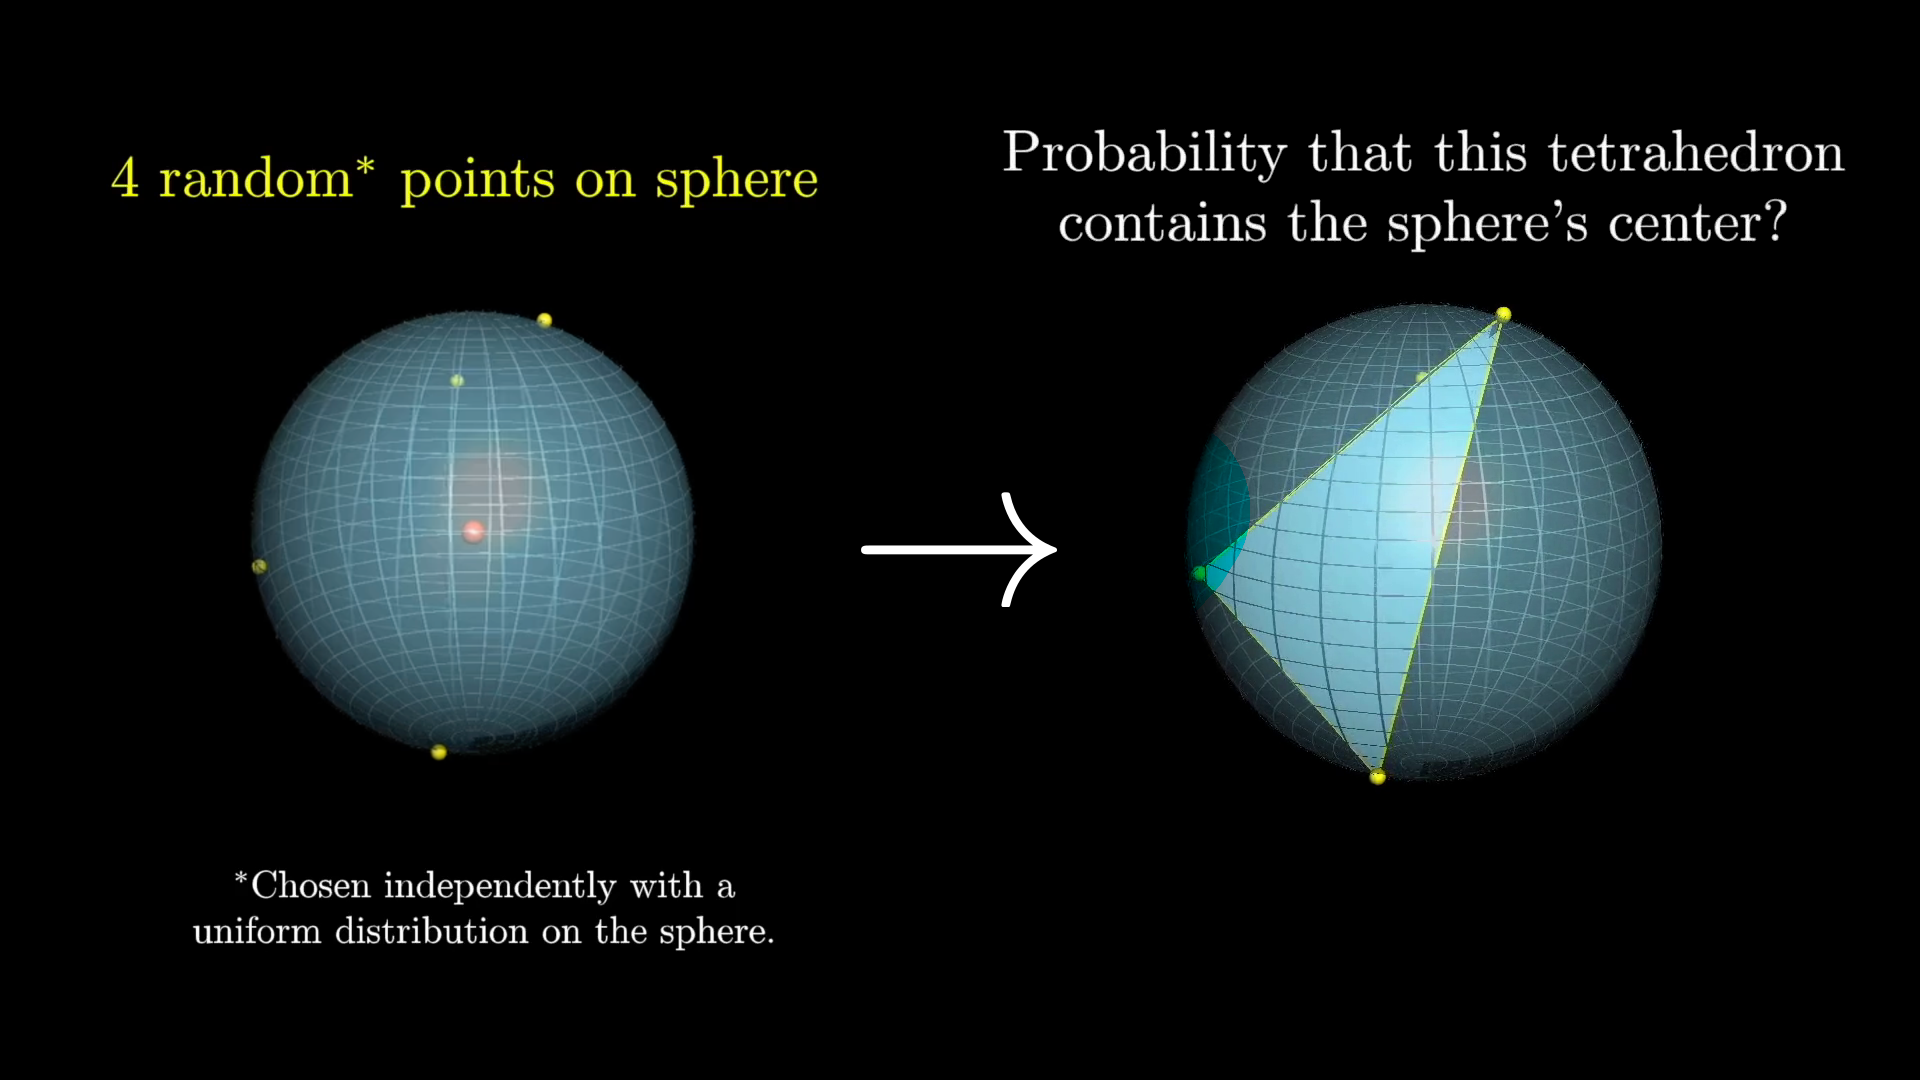 4 random* points on sphere
Probability that this tetrahedron
contains the sphere's center?
*Chosen independently with a
uniform distribution on the sphere.